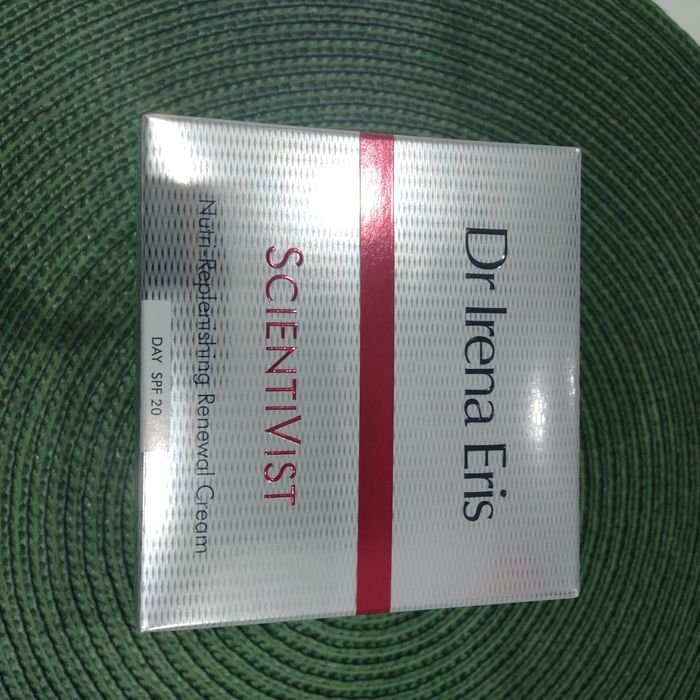 Dr Irena Eris
SCIENTIVIST
Nutri-Replenishing Renewal Cream
DAY SPF 20